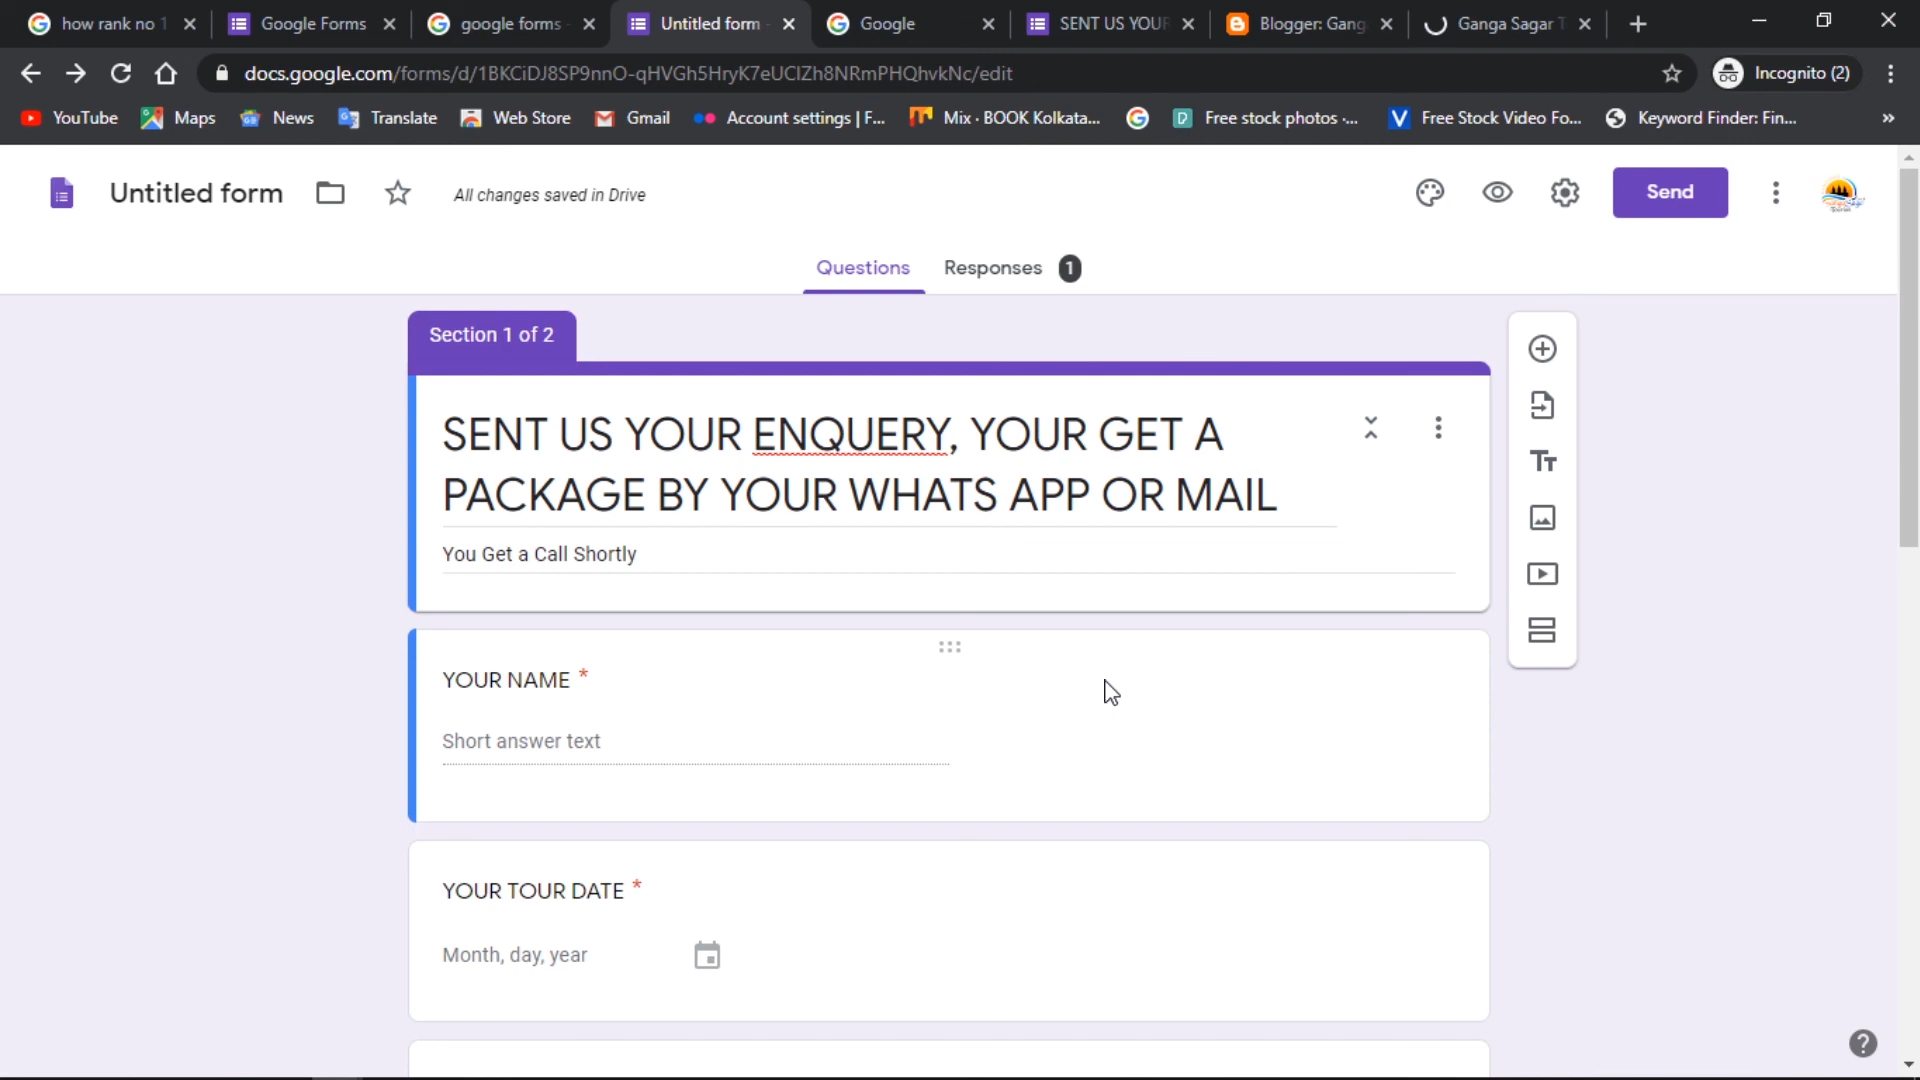 how rank no 1
Google Forms
google forms -
Untitled form -
Google
SENT US YOUR
Blogger: Gang
Ganga Sagar T
docs.google.com/forms/d/1BKCiDJ8SP9nnO-qHVGh5HryK7eUCIZh8NRmPHQhvkNc/edit
Incognito (2)
YouTube
Maps
News
Translate
Web Store
Gmail
Account settings | F...
Mix · BOOK Kolkata...
Free stock photos ·...
Free Stock Video Fo...
Keyword Finder: Fin...
»
Untitled form
All changes saved in Drive
Send
Questions
Responses 1
Section 1 of 2
SENT US YOUR ENQUERY, YOUR GET A
PACKAGE BY YOUR WHATS APP OR MAIL
You Get a Call Shortly
YOUR NAME *
Short answer text
YOUR TOUR DATE *
Month, day, year